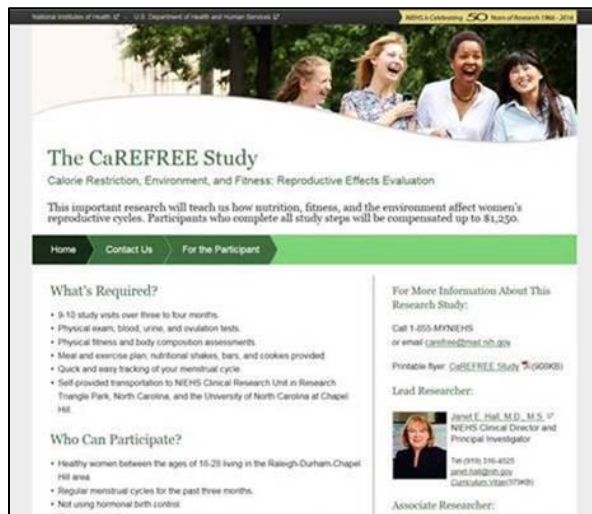 National Institutes of Health
U.S. Department of Health and Human Services
NIEHS is Celebrating 50 Years of Research 1966 - 2016
The CaREFREE Study
Calorie Restriction, Environment, and Fitness: Reproductive Effects Evaluation
This important research will teach us how nutrition, fitness, and the environment affect women's
reproductive cycles. Participants who complete all study steps will be compensated up to $1,250.
Home
Contact Us
For the Participant
What's Required?
• 9-10 study visits over three to four months.
• Physical exam, blood, urine, and ovulation tests.
• Physical fitness and body composition assessments.
• Meal and exercise plan; nutritional shakes, bars, and cookies provided.
• Quick and easy tracking of your menstrual cycle.
• Self-provided transportation to NIEHS Clinical Research Unit in Research
Triangle Park, North Carolina, and the University of North Carolina at Chapel
Hill.
Who Can Participate?
• Healthy women between the ages of 18-28 living in the Raleigh-Durham-Chapel
Hill area.
• Regular menstrual cycles for the past three months.
• Not using hormonal birth control.
For More Information About This
Research Study:
Call 1-855-MYNIEHS
or email carefree@mail.nih.gov
Printable flyer: CaREFREE Study (909KB)
Lead Researcher:
Janet E. Hall, M.D., M.S.
NIEHS Clinical Director and
Principal Investigator
Tel (919) 316-4525
janet.hall@nih.gov
Curriculum Vitae (379KB)
Associate Researcher: